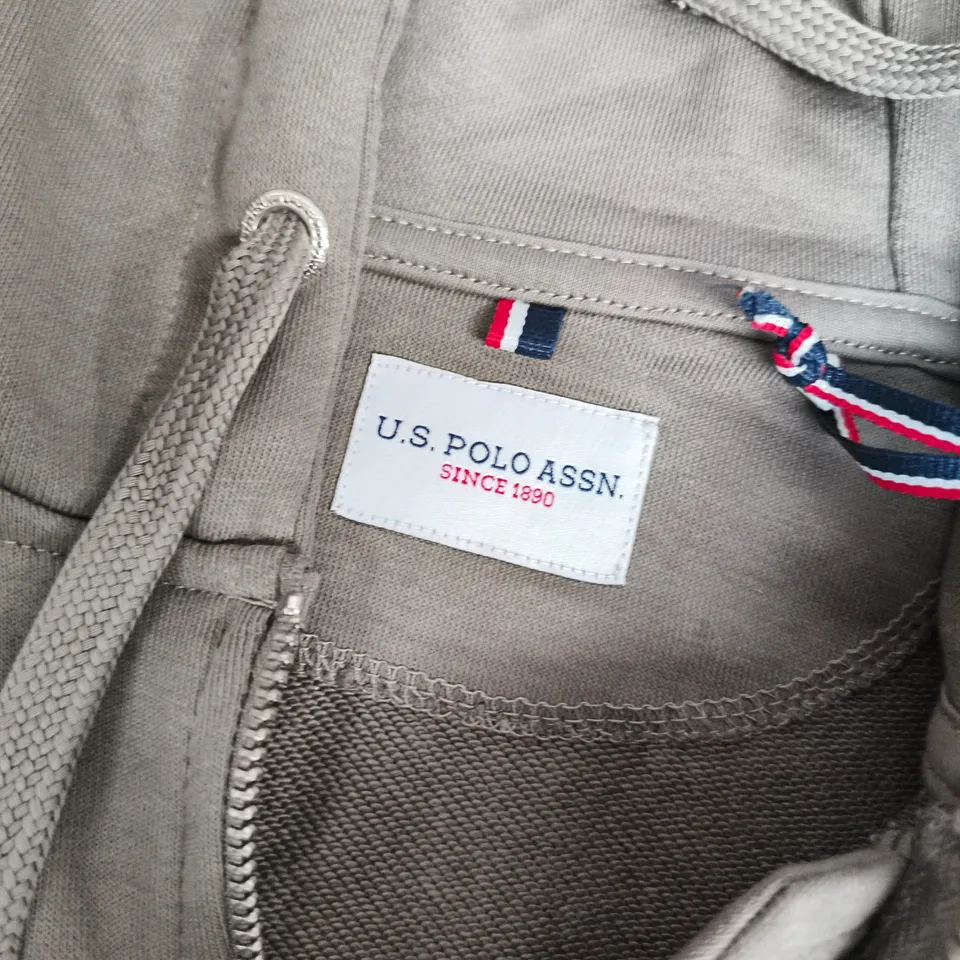 U.S. POLO ASSN.
SINCE 1890